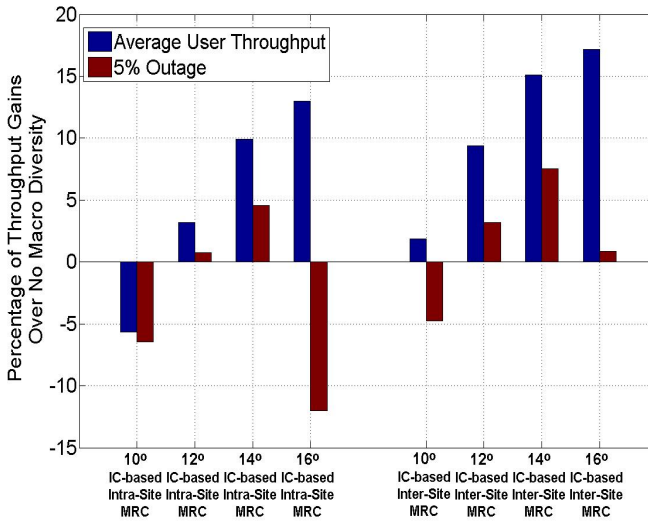 Percentage of Throughput Gains
Over No Macro Diversity
20
15
10
5
0
-5
-10
-15
Average User Throughput
5% Outage
10º
IC-based
Intra-Site
MRC
12º
IC-based
Intra-Site
MRC
14º
IC-based
Intra-Site
MRC
16º
IC-based
Intra-Site
MRC
10º
IC-based
Inter-Site
MRC
12º
IC-based
Inter-Site
MRC
14º
IC-based
Inter-Site
MRC
16º
IC-based
Inter-Site
MRC